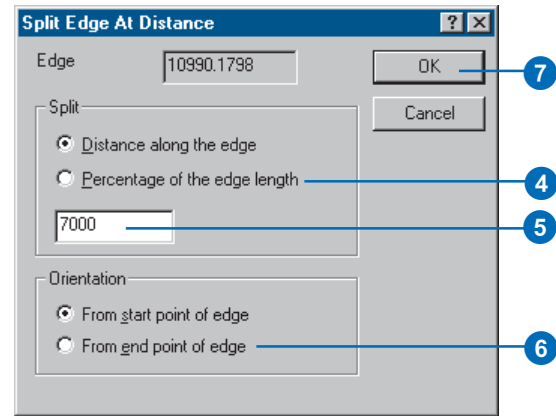 Split Edge At Distance
? ×
Edge 10990.1798
OK
7
Split
Cancel
Distance along the edge
Percentage of the edge length
4
7000
5
Orientation
From start point of edge
From end point of edge
6